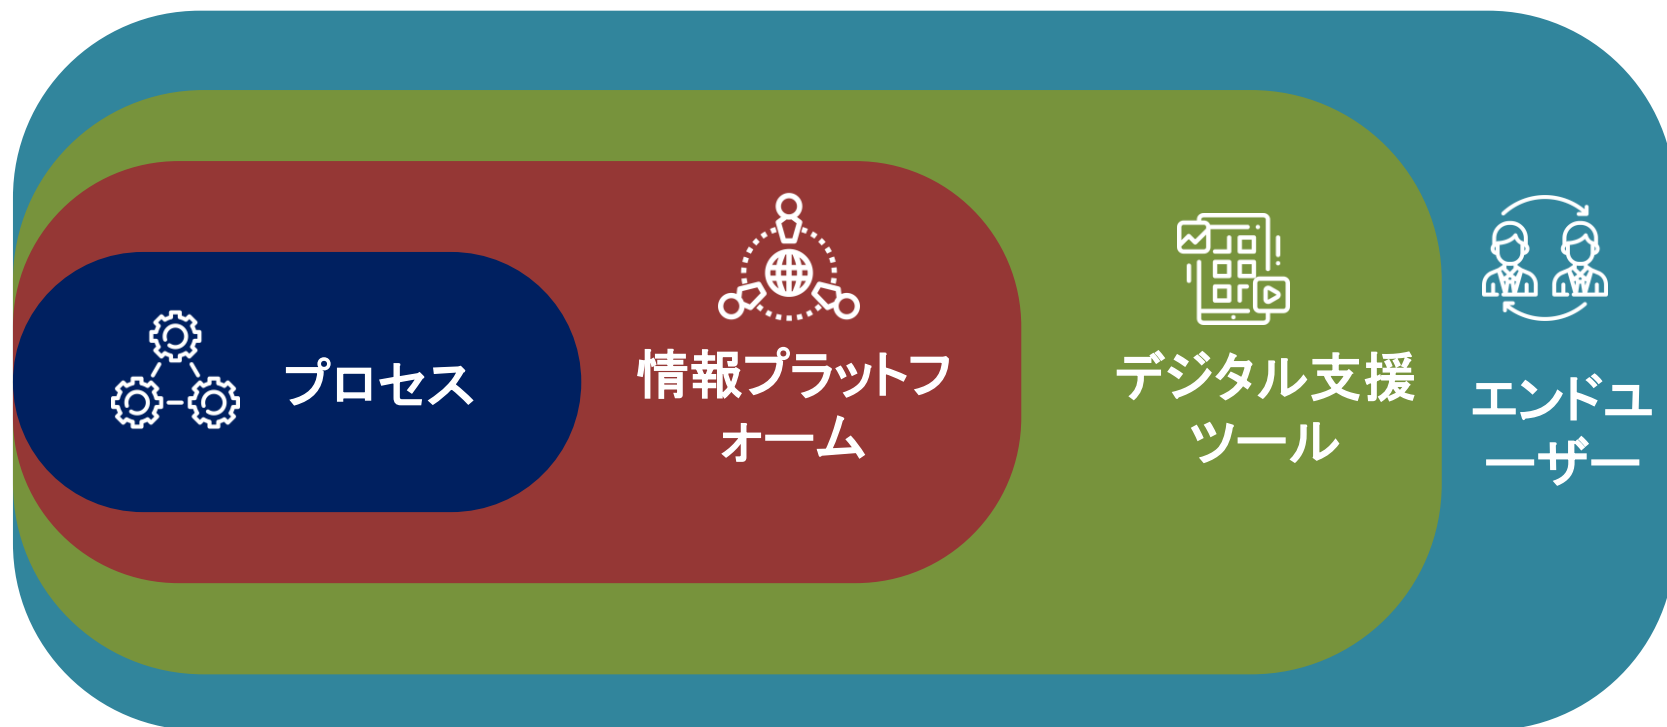 プロセス
情報プラットフ
ォーム
デジタル支援
ツール
エンドユ
ーザー